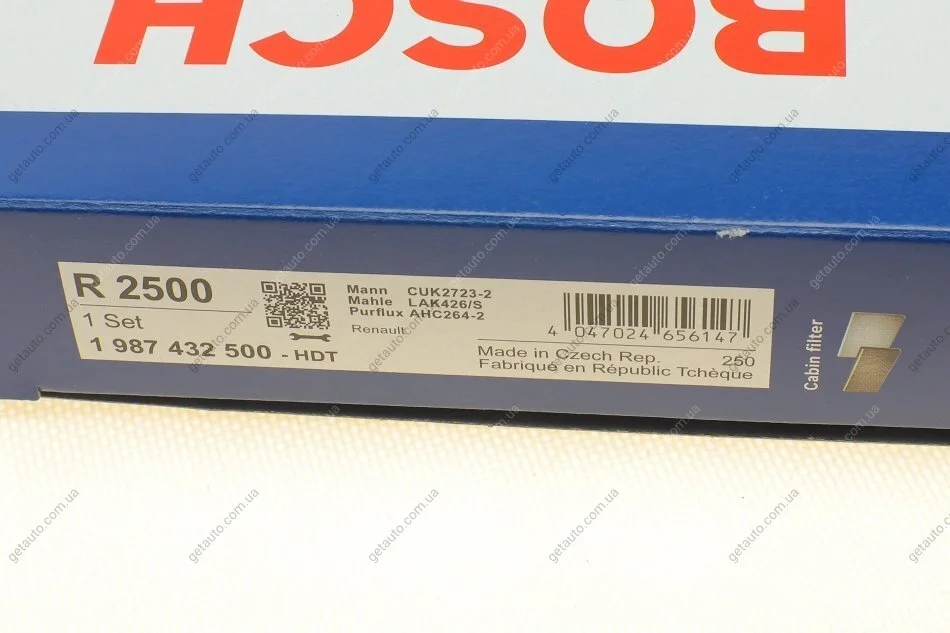 BOSCH
R 2500
1 Set
1 987 432 500 - HDT
Mann CUK2723-2
Mahle LAK426/S
Purflux AHC264-2
Renault
4 047024 656147
Made in Czech Rep. 250
Fabriqué en Républic Tchèque
Cabin filter
getauto.com.ua